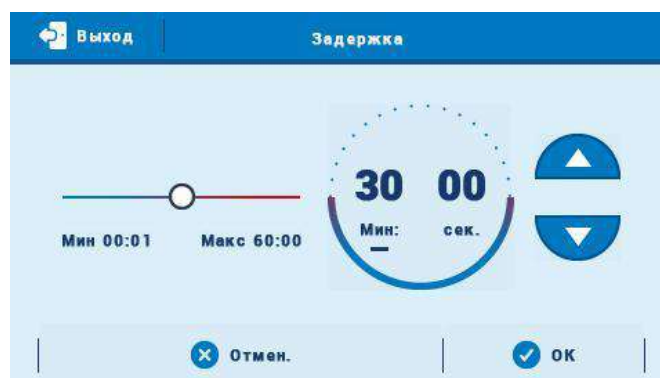 Выход
Задержка
30 00
Мин: сек.
Мин 00:01 Макс 60:00
Отмен. ОК